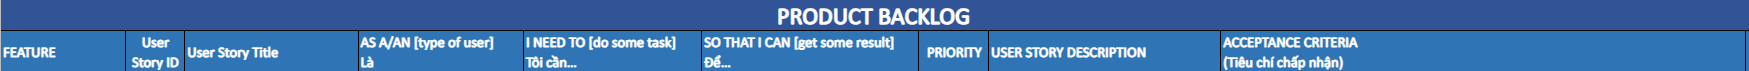 PRODUCT BACKLOG
FEATURE
User
Story ID
User Story Title
AS A/AN [type of user]
Là
I NEED TO [do some task]
Tôi cần...
SO THAT I CAN [get some result]
Để...
PRIORITY
USER STORY DESCRIPTION
ACCEPTANCE CRITERIA
(Tiêu chí chấp nhận)